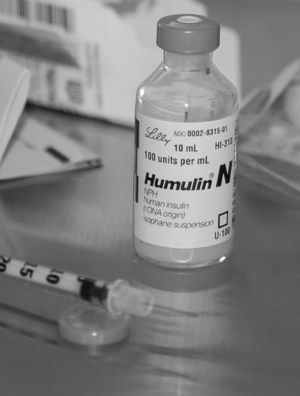 Lilly NDC 0002-8315-01
10 mL HI-310
100 units per mL
Humulin® N
NPH
human insulin
(rDNA origin)
isophane suspension
U-100
20 15 10